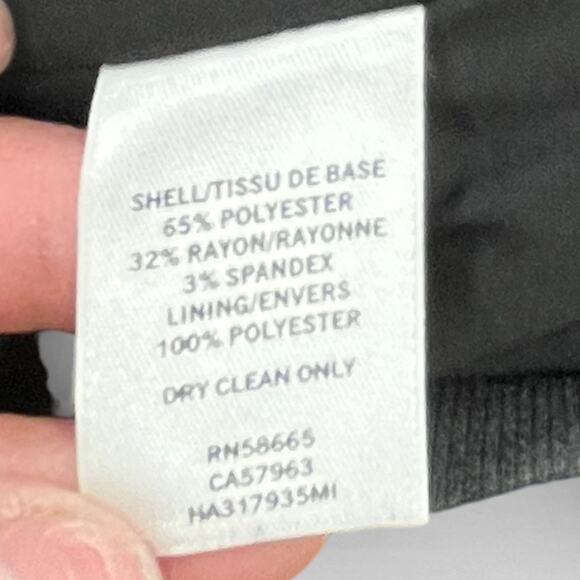 SHELL/TISSU DE BASE
65% POLYESTER
32% RAYON/RAYONNE
3% SPANDEX
LINING/ENVERS
100% POLYESTER
DRY CLEAN ONLY
RN58665
CA57963
HA317935MI